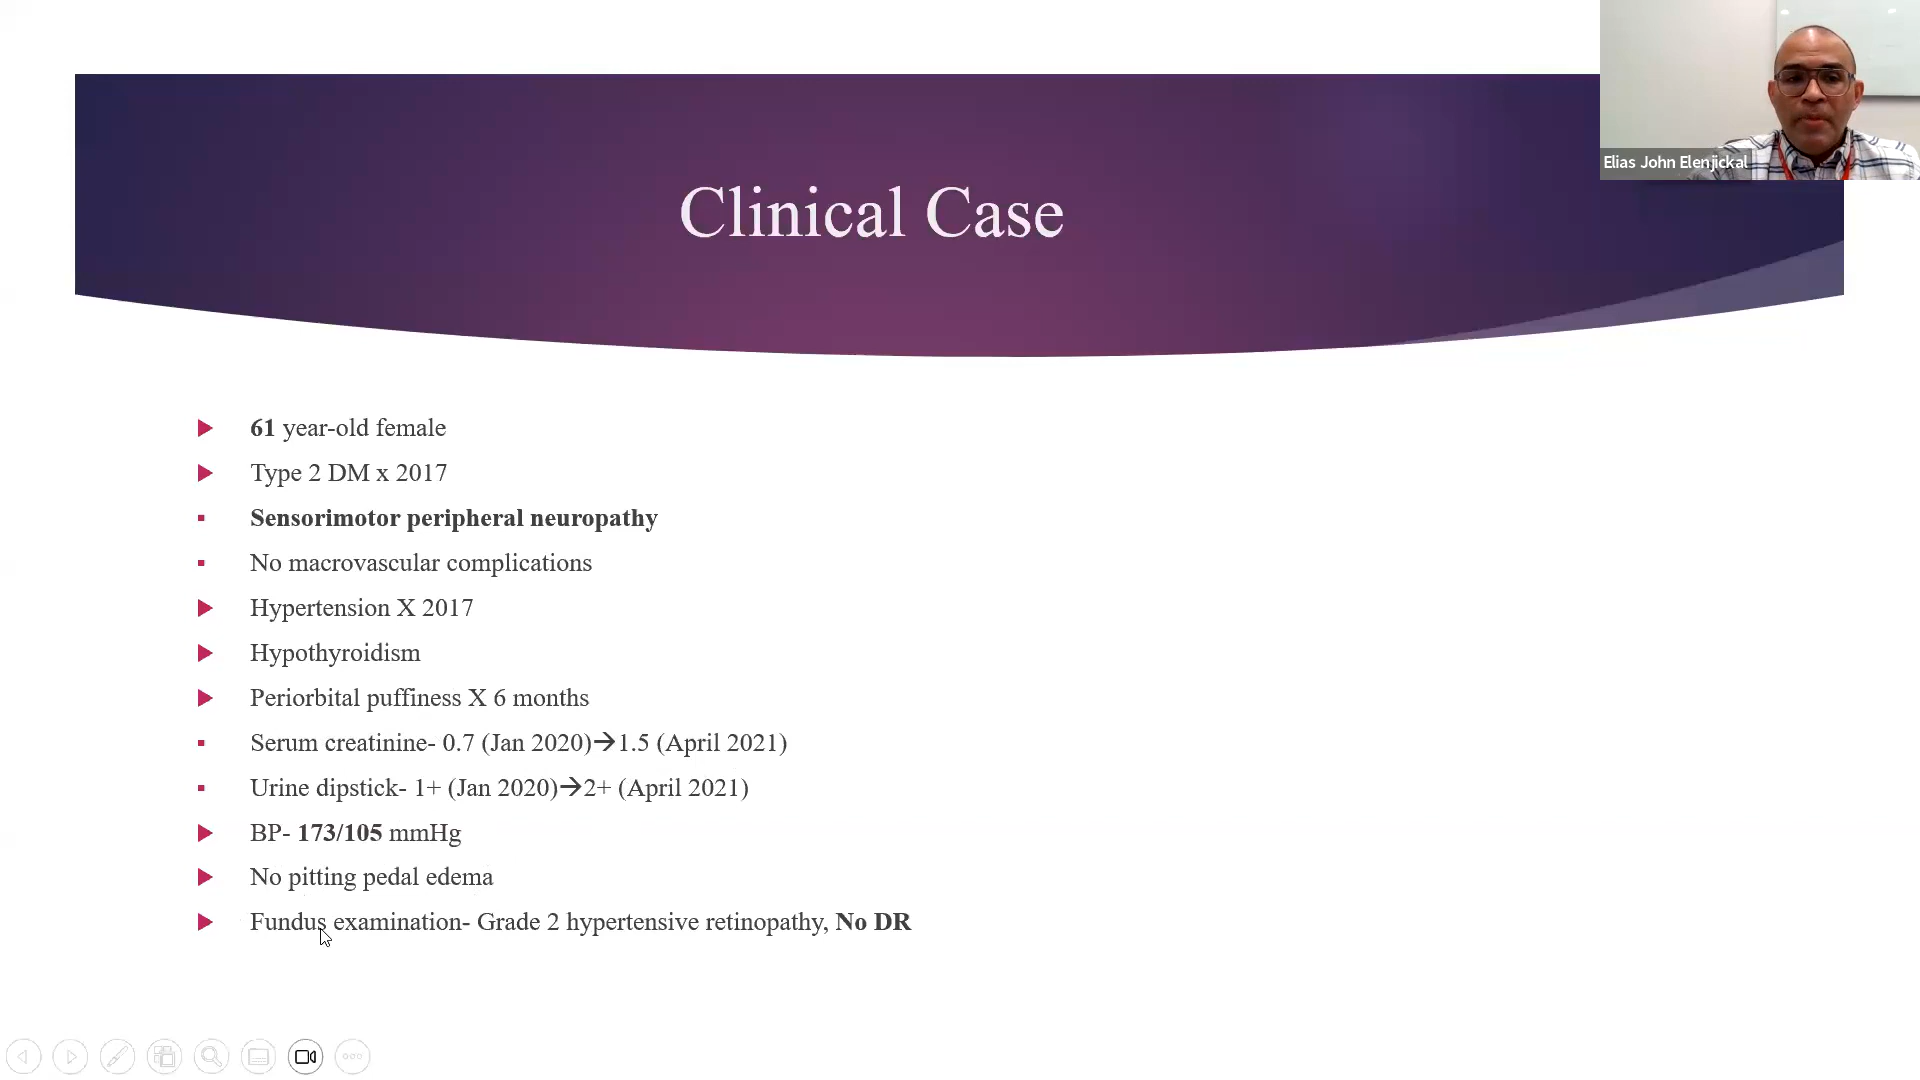 Elias John Elenjickal
Clinical Case
61 year-old female
Type 2 DM x 2017
Sensorimotor peripheral neuropathy
No macrovascular complications
Hypertension X 2017
Hypothyroidism
Periorbital puffiness X 6 months
Serum creatinine- 0.7 (Jan 2020)→1.5 (April 2021)
Urine dipstick- 1+ (Jan 2020)→2+ (April 2021)
BP- 173/105 mmHg
No pitting pedal edema
Fundus examination- Grade 2 hypertensive retinopathy, No DR